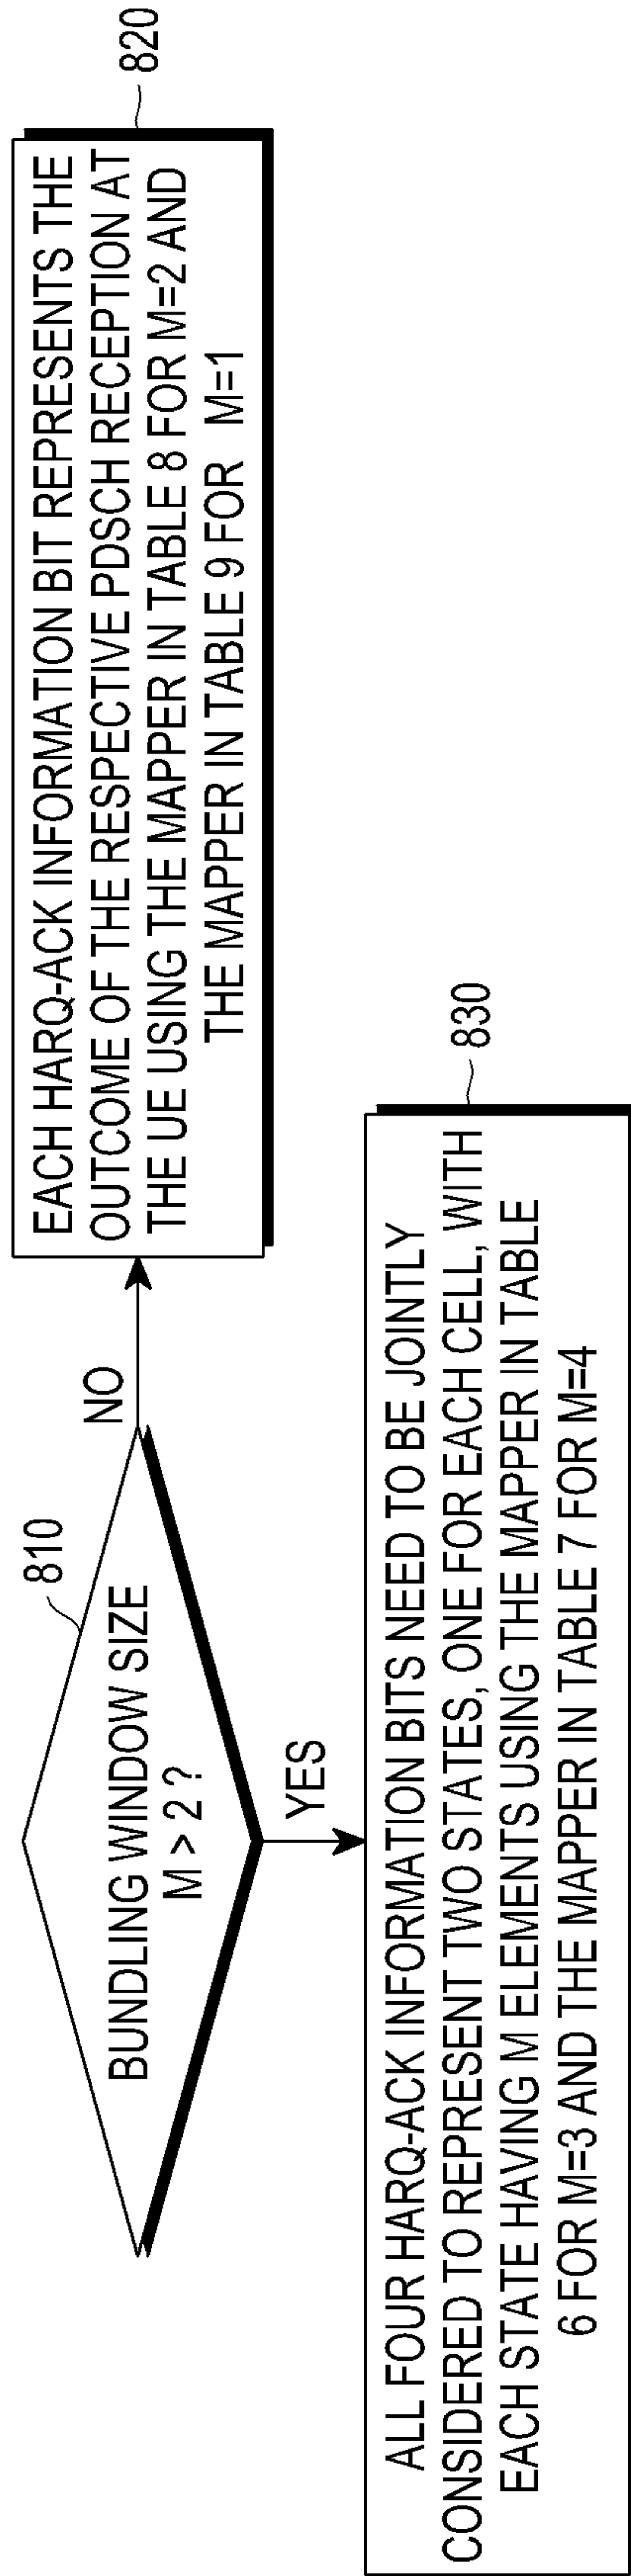 810
BUNDLING WINDOW SIZE
M > 2 ?
NO
EACH HARQ-ACK INFORMATION BIT REPRESENTS THE
OUTCOME OF THE RESPECTIVE PDSCH RECEPTION AT
THE UE USING THE MAPPER IN TABLE 8 FOR M=2 AND
THE MAPPER IN TABLE 9 FOR M=1
820
YES
ALL FOUR HARQ-ACK INFORMATION BITS NEED TO BE JOINTLY
CONSIDERED TO REPRESENT TWO STATES, ONE FOR EACH CELL, WITH
EACH STATE HAVING M ELEMENTS USING THE MAPPER IN TABLE
6 FOR M=3 AND THE MAPPER IN TABLE 7 FOR M=4
830